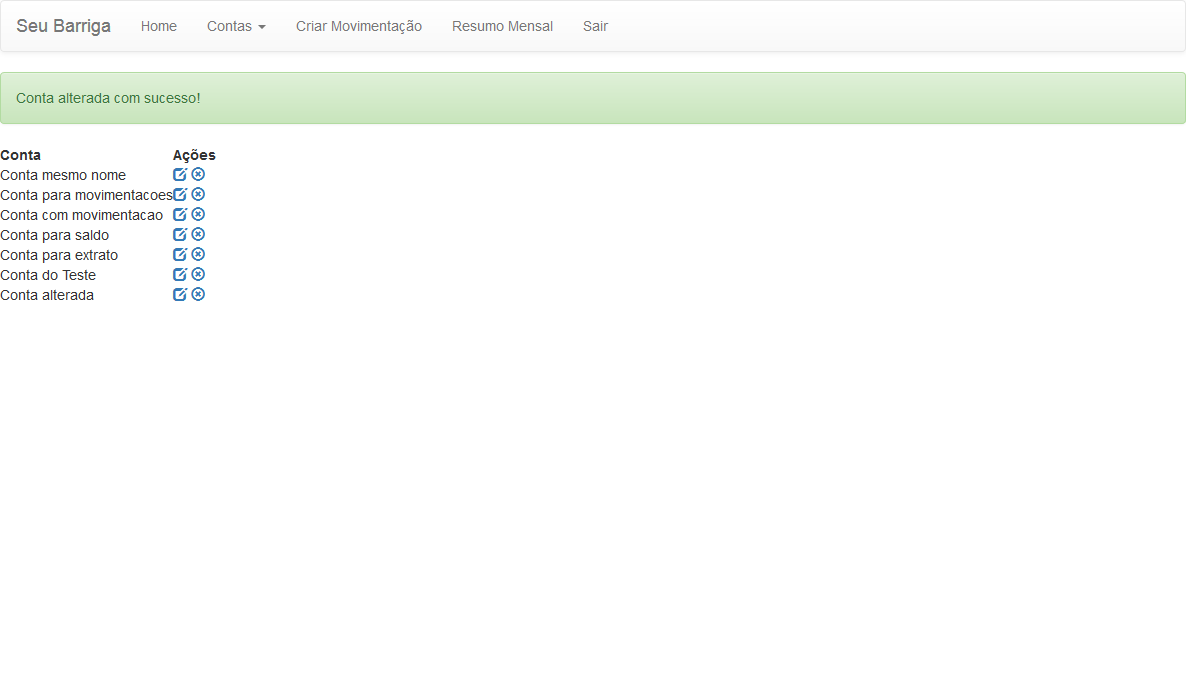 Seu Barriga Home Contas Criar Movimentação Resumo Mensal Sair
Conta alterada com sucesso!
Conta Ações
Conta mesmo nome
Conta para movimentacoes
Conta com movimentacao
Conta para saldo
Conta para extrato
Conta do Teste
Conta alterada